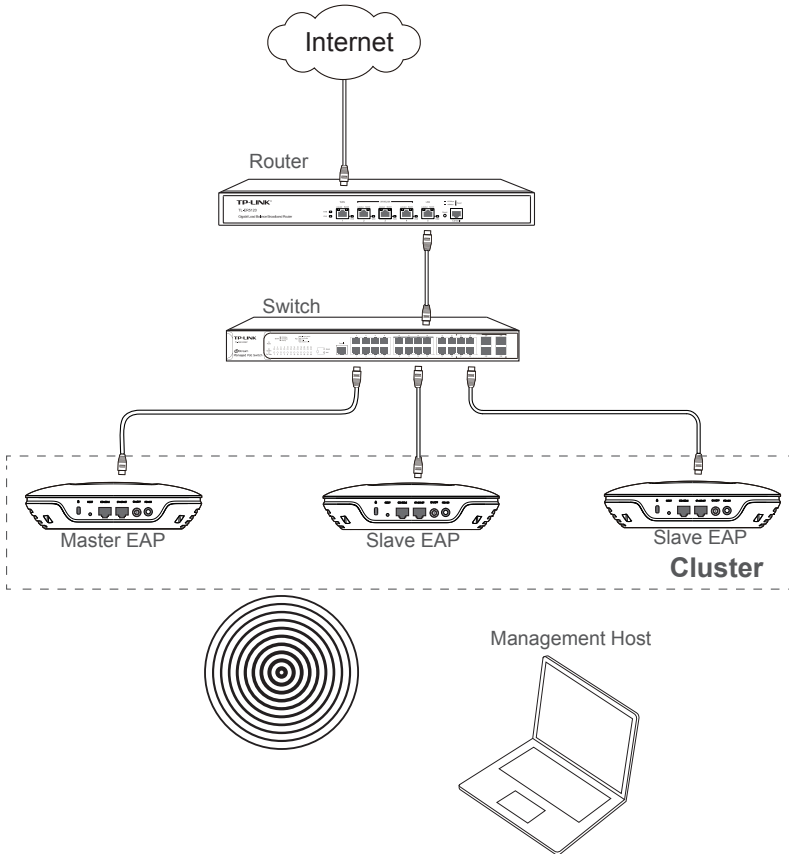 Internet
Router
TP-LINK
Switch
TP-LINK
Master EAP
Slave EAP
Slave EAP
Cluster
Management Host